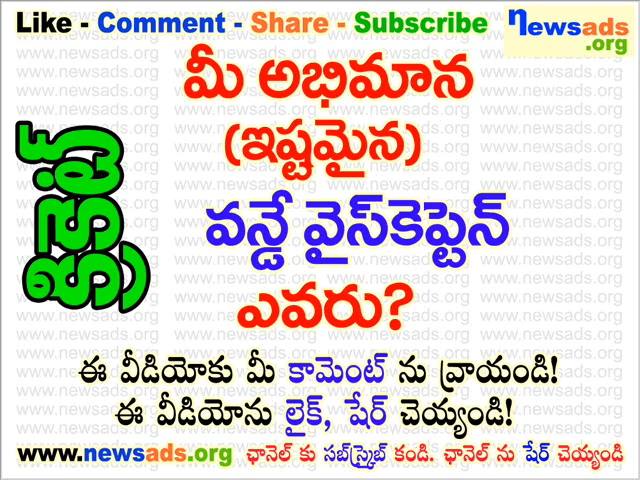 Like - Comment - Share - Subscribe
newsads
.org
మీ అభిమాన
(ఇష్టమైన)
క్రికెట్
వన్డే వైస్‌కెప్టెన్
ఎవరు?
ఈ వీడియోకు మీ కామెంట్ ను వ్రాయండి!
ఈ వీడియోను లైక్, షేర్ చెయ్యండి!
www.newsads.org ఛానెల్ కు సబ్‌స్క్రైబ్ కండి. ఛానెల్ ను షేర్ చెయ్యండి